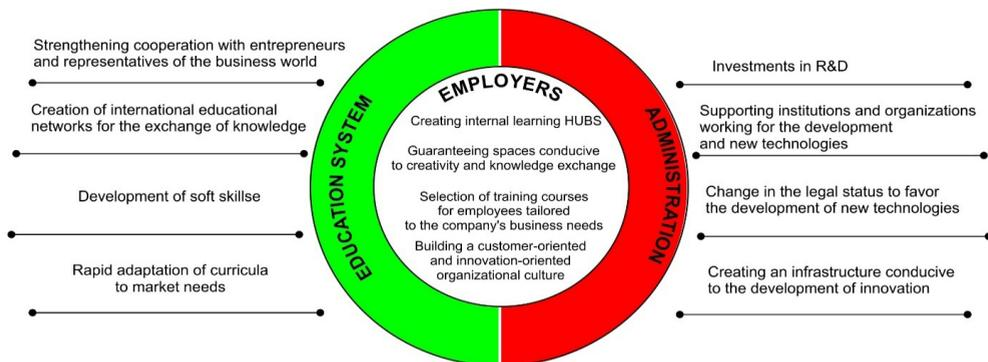 Strengthening cooperation with entrepreneurs
and representatives of the business world
Creation of international educational
networks for the exchange of knowledge
Development of soft skillse
Rapid adaptation of curricula
to market needs
EDUCATION SYSTEM
EMPLOYERS
Creating internal learning HUBS
Guaranteeing spaces conducive
to creativity and knowledge exchange
Selection of training courses
for employees tailored
to the company's business needs
Building a customer-oriented
and innovation-oriented
organizational culture
ADMINISTRATION
Investments in R&D
Supporting institutions and organizations
working for the development
and new technologies
Change in the legal status to favor
the development of new technologies
Creating an infrastructure conducive
to the development of innovation